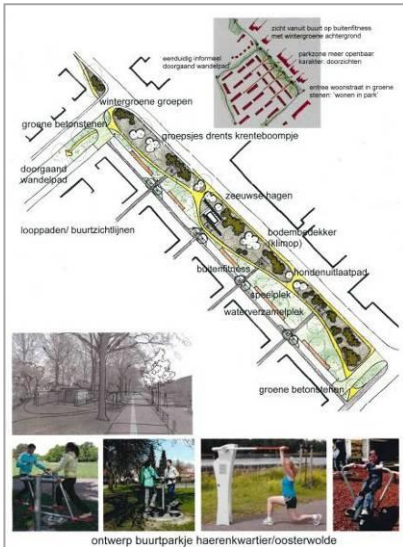 zicht vanuit buurt op buitenfitness
met wintergroene achtergrond
parkzone meer openbaar
karakter: doorzichten
entree woonstraat in groene
stenen: 'wonen in park'
eenduidig informeel
doorgaand wandelpad
wintergroene groepen
groene betonstenen
groepsjes drents krenteboompje
doorgaand
wandelpad
zeeuwse hagen
looppaden/ buurtzichtlijnen
bodembedekker
(klimop)
buitenfitness
hondenuitlaatpad
speelplek
waterverzamelplek
groene betonstenen
ontwerp buurtparkje haerenkwartier/oosterwolde